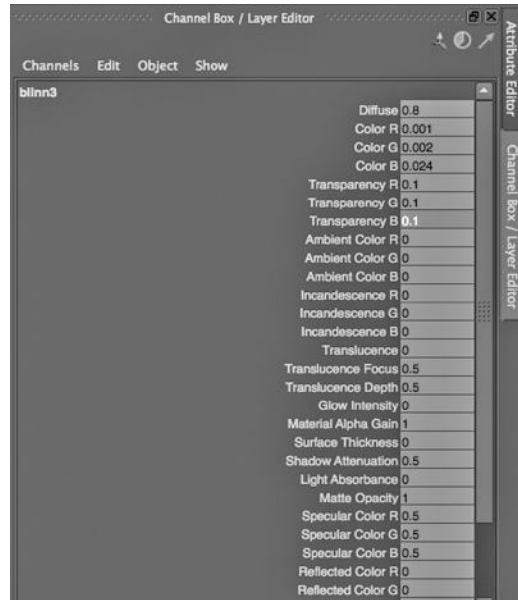 Channel Box / Layer Editor
Channels Edit Object Show
blinn3
Diffuse 0.8
Color R 0.001
Color G 0.002
Color B 0.024
Transparency R 0.1
Transparency G 0.1
Transparency B 0.1
Ambient Color R 0
Ambient Color G 0
Ambient Color B 0
Incandescence R 0
Incandescence G 0
Incandescence B 0
Translucence 0
Translucence Focus 0.5
Translucence Depth 0.5
Glow Intensity 0
Material Alpha Gain 1
Surface Thickness 0
Shadow Attenuation 0.5
Light Absorbance 0
Matte Opacity 1
Specular Color R 0.5
Specular Color G 0.5
Specular Color B 0.5
Reflected Color R 0
Reflected Color G 0
Attribute Editor
Channel Box / Layer Editor